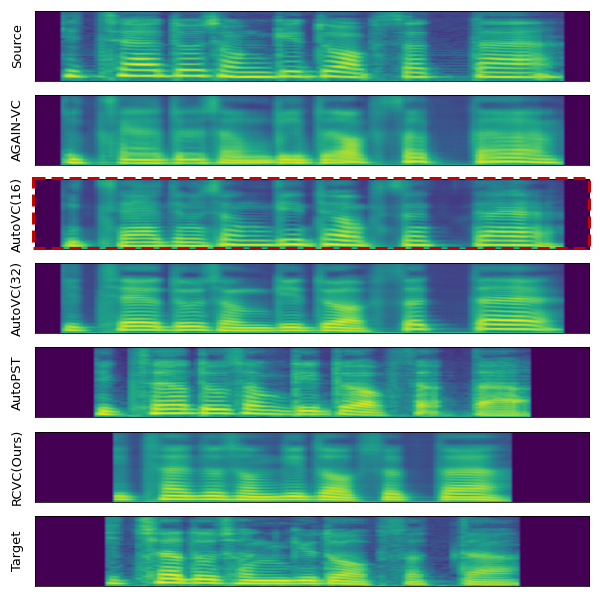 Source
AGAIN-VC
AutoVC(16)
AutoVC(32)
AutoPST
RCVC(Ours)
Target